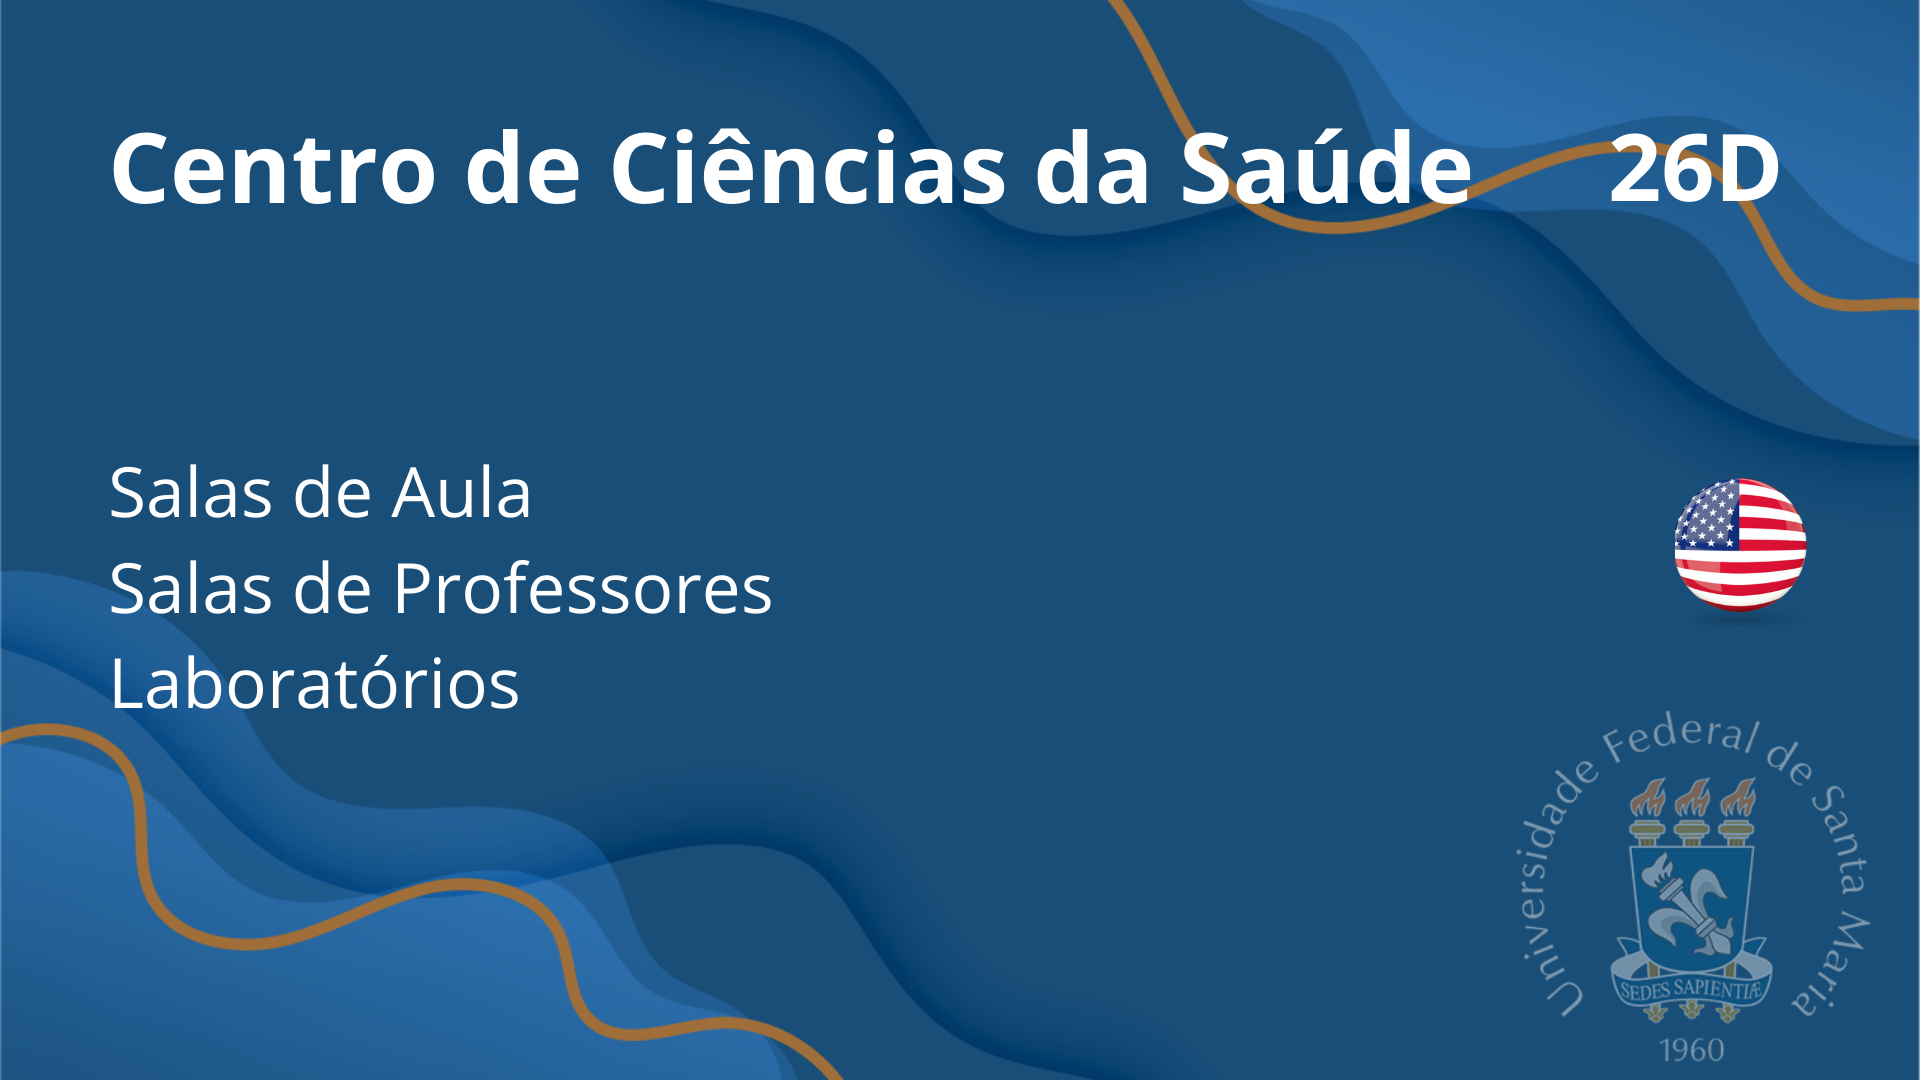 Centro de Ciências da Saúde 26D
Salas de Aula
Salas de Professores
Laboratórios
Universidade Federal de Santa Maria
SEDES SAPIENTIÆ
1960